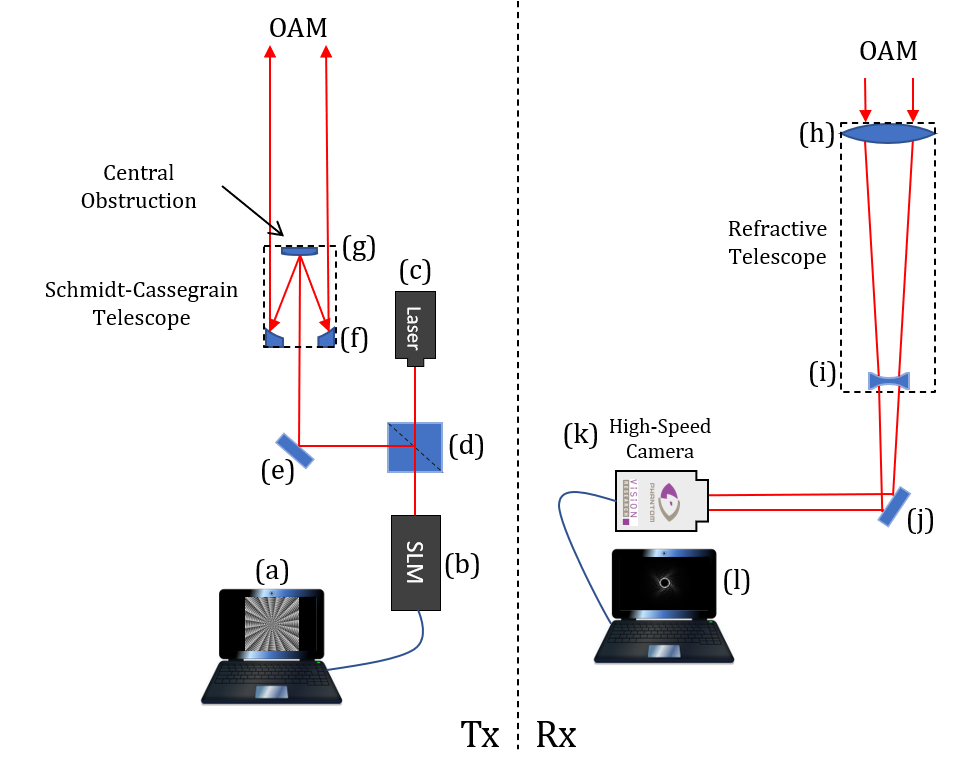 OAM
Central
Obstruction
(g)
(c)
Schmidt-Cassegrain
Telescope
(f)
Laser
(d)
(e)
SLM
(b)
(a)
Tx
OAM
(h)
Refractive
Telescope
(i)
(k)
High-Speed
Camera
VISION
RESEARCH
PHANTOM
(j)
(l)
Rx